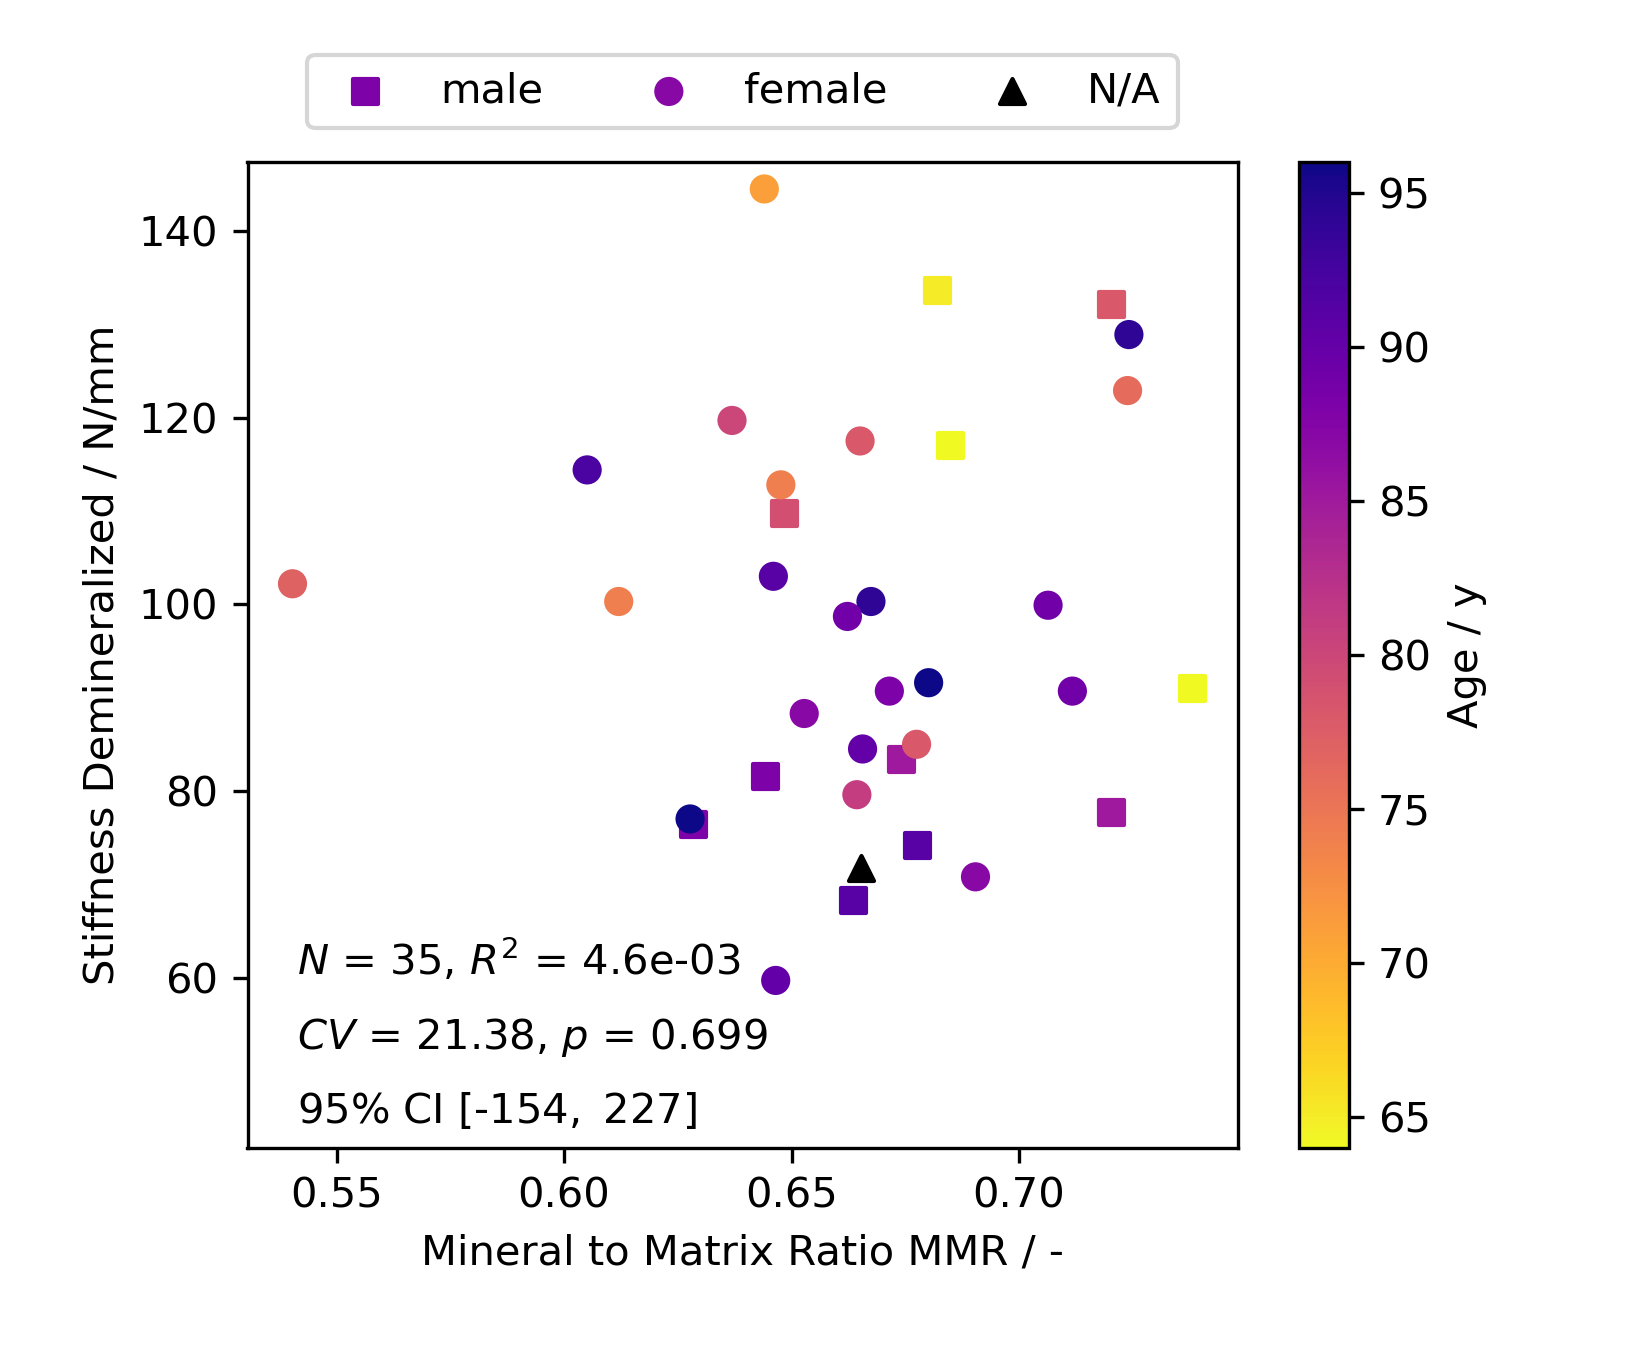 male female N/A
140
120
100
80
60
Stiffness Demineralized / N/mm
N = 35, R² = 4.6e-03
CV = 21.38, p = 0.699
95% CI [-154, 227]
0.55 0.60 0.65 0.70
Mineral to Matrix Ratio MMR / -
95
90
85
80
75
70
65
Age / y